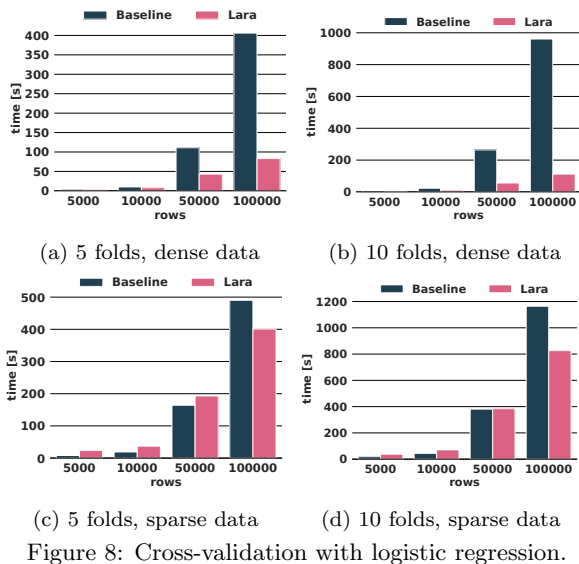 Baseline Lara
400
350
300
250
200
150
100
50
0
time [s]
5000 10000 50000 100000
rows
(a) 5 folds, dense data
Baseline Lara
1000
800
600
400
200
0
time [s]
5000 10000 50000 100000
rows
(b) 10 folds, dense data
Baseline Lara
500
400
300
200
100
0
time [s]
5000 10000 50000 100000
rows
(c) 5 folds, sparse data
Baseline Lara
1200
1000
800
600
400
200
0
time [s]
5000 10000 50000 100000
rows
(d) 10 folds, sparse data
Figure 8: Cross-validation with logistic regression.